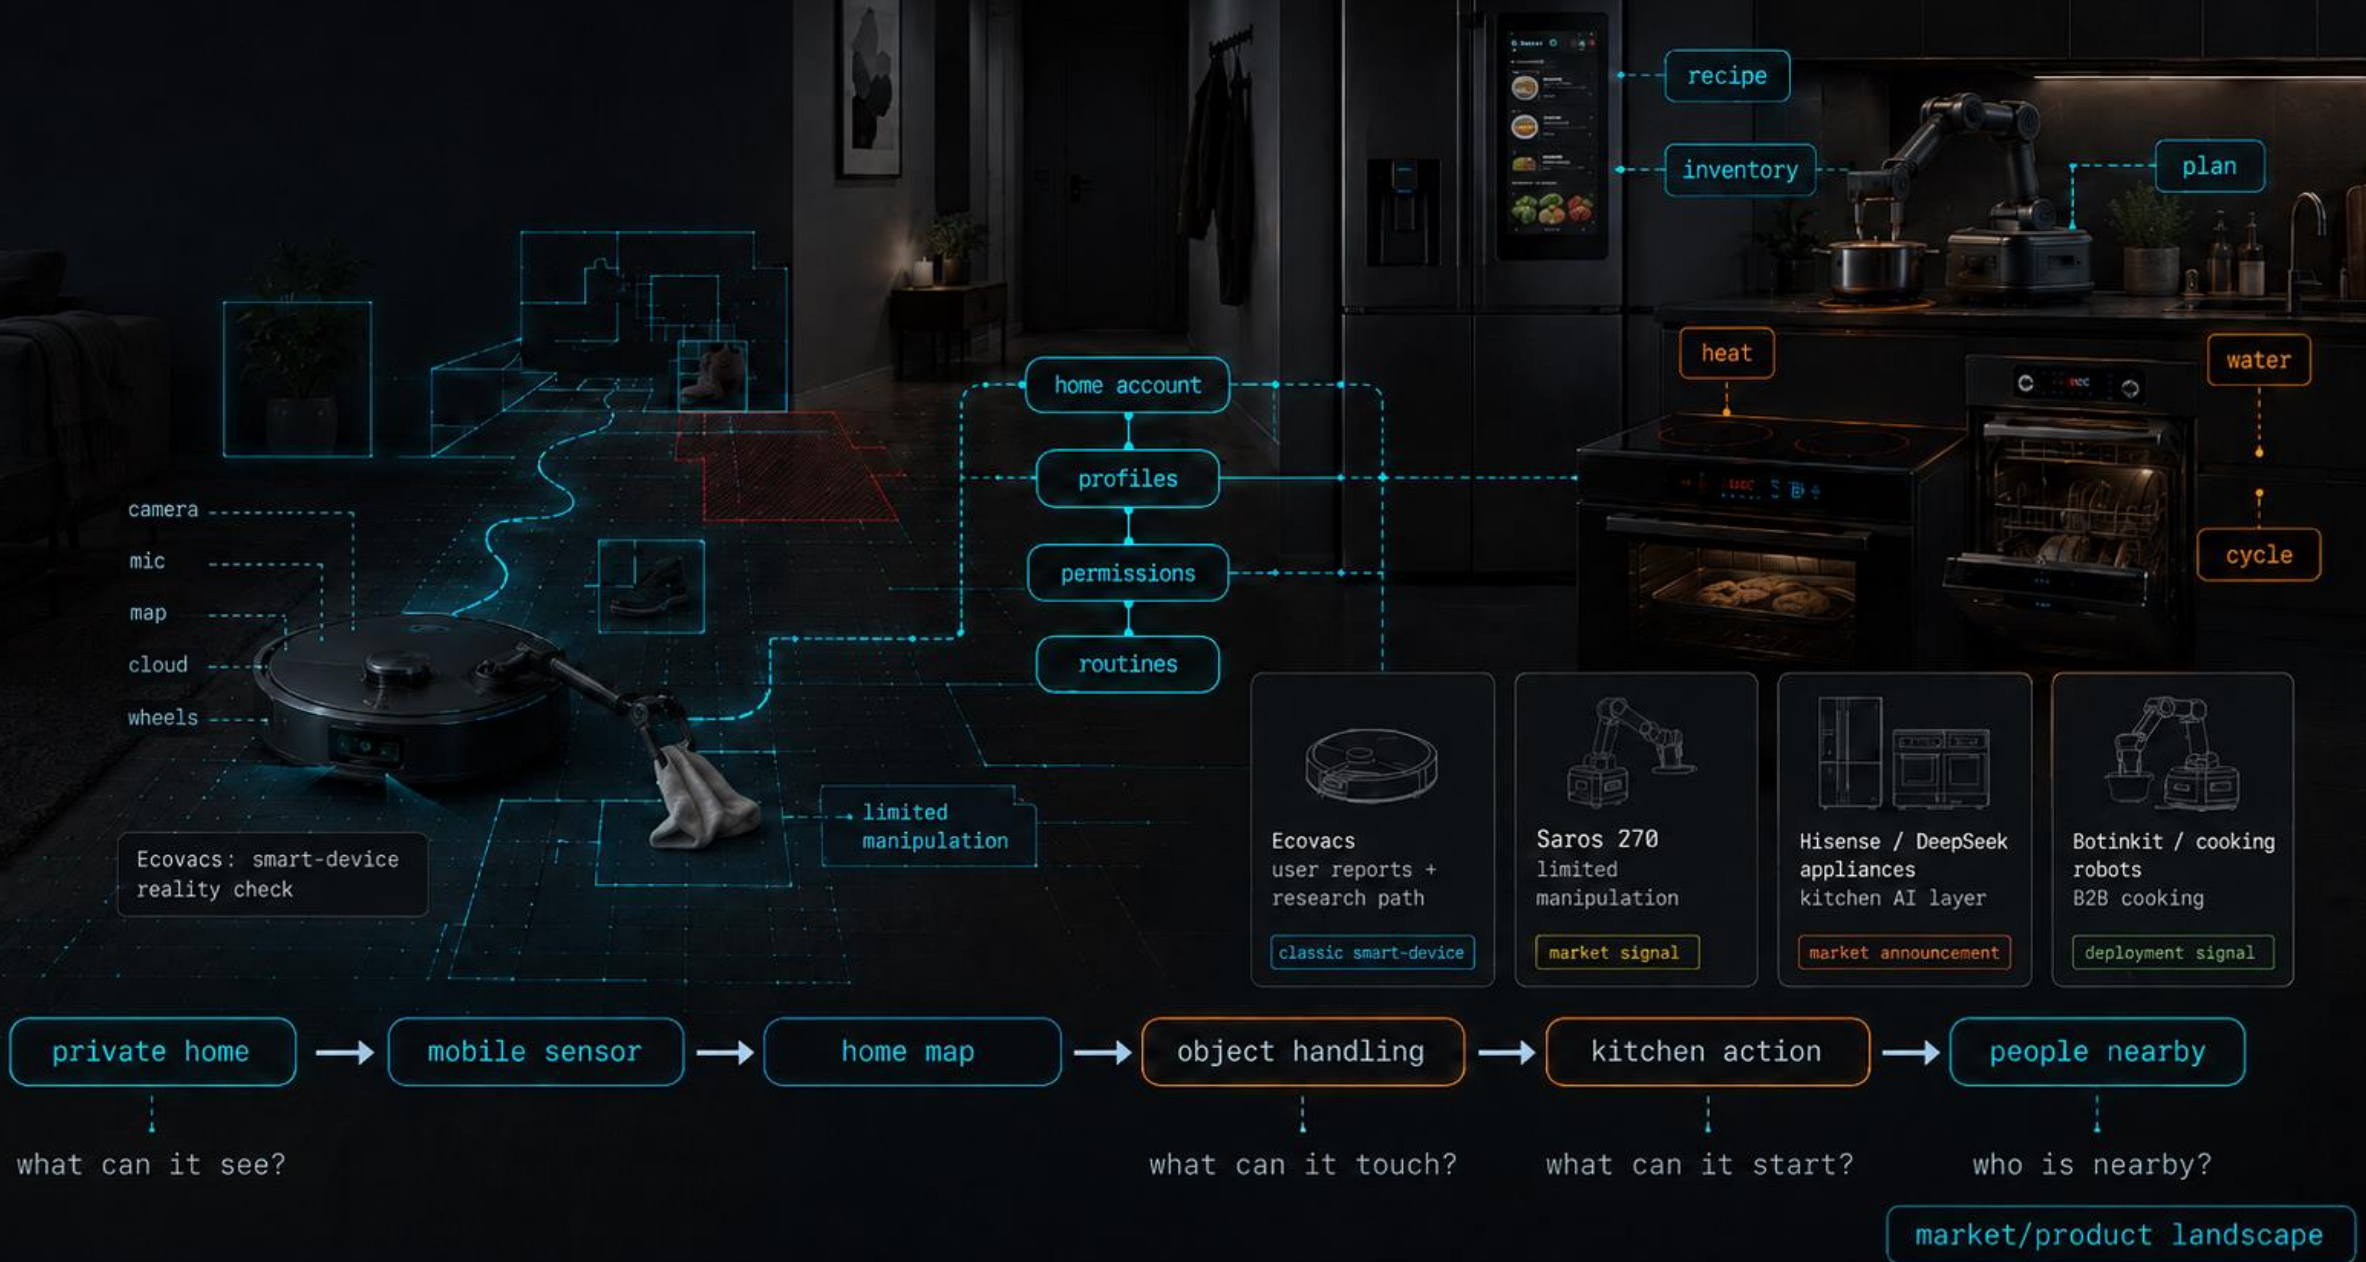 recipe
inventory
plan
heat
water
cycle
home account
profiles
permissions
routines
camera
mic
map
cloud
wheels
limited
manipulation
Ecovacs: smart-device
reality check
Ecovacs
user reports +
research path
classic smart-device
Saros 270
limited
manipulation
market signal
Hisense / DeepSeek
appliances
kitchen AI layer
market announcement
Botinkit / cooking
robots
B2B cooking
deployment signal
private home
mobile sensor
home map
object handling
kitchen action
people nearby
what can it see?
what can it touch?
what can it start?
who is nearby?
market/product landscape